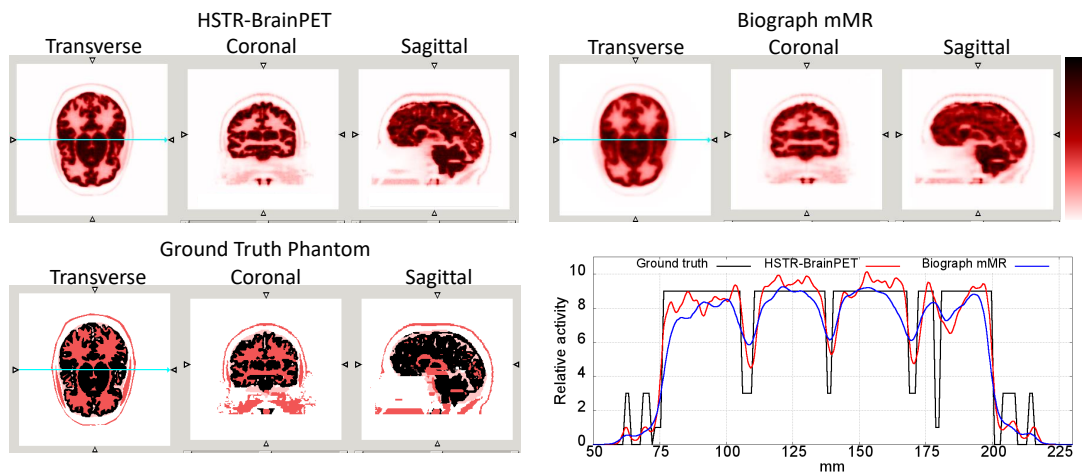 HSTR-BrainPET
Transverse Coronal Sagittal
Biograph mMR
Transverse Coronal Sagittal
Ground Truth Phantom
Transverse Coronal Sagittal
Ground truth HSTR-BrainPET Biograph mMR
Relative activity
10
8
6
4
2
0
50 75 100 125 150 175 200 225
mm